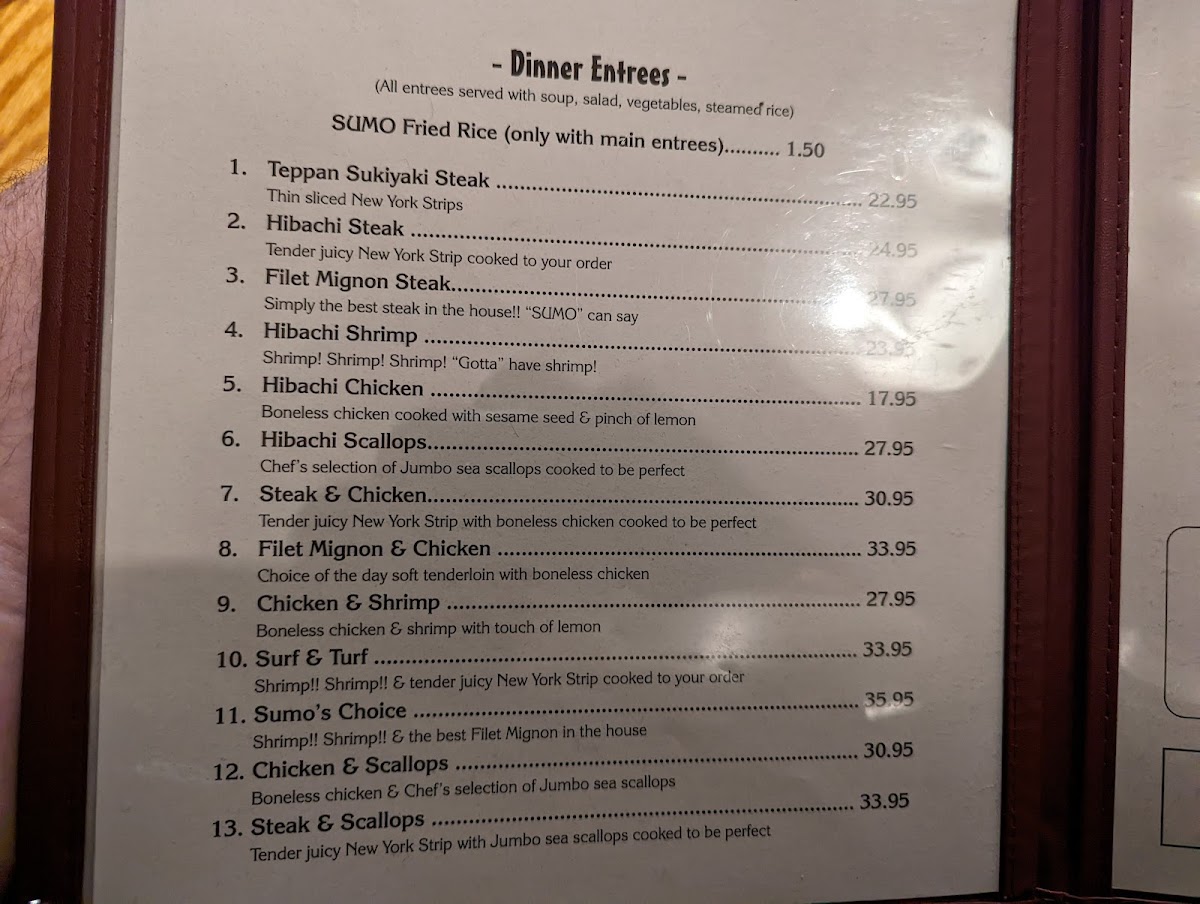 - Dinner Entrees -
(All entrees served with soup, salad, vegetables, steamed rice)
SUMO Fried Rice (only with main entrees).......... 1.50
1. Teppan Sukiyaki Steak ........ 22.95
Thin sliced New York Strips
2. Hibachi Steak ........ 24.95
Tender juicy New York Strip cooked to your order
3. Filet Mignon Steak........ 27.95
Simply the best steak in the house!! “SUMO” can say
4. Hibachi Shrimp ........ 23.95
Shrimp! Shrimp! Shrimp! “Gotta” have shrimp!
5. Hibachi Chicken ........ 17.95
Boneless chicken cooked with sesame seed & pinch of lemon
6. Hibachi Scallops........ 27.95
Chef's selection of Jumbo sea scallops cooked to be perfect
7. Steak & Chicken........ 30.95
Tender juicy New York Strip with boneless chicken cooked to be perfect
8. Filet Mignon & Chicken ........ 33.95
Choice of the day soft tenderloin with boneless chicken
9. Chicken & Shrimp ........ 27.95
Boneless chicken & shrimp with touch of lemon
10. Surf & Turf ........ 33.95
Shrimp!! Shrimp!! & tender juicy New York Strip cooked to your order
11. Sumo's Choice ........ 35.95
Shrimp!! Shrimp!! & the best Filet Mignon in the house
12. Chicken & Scallops ........ 30.95
Boneless chicken & Chef's selection of Jumbo sea scallops
13. Steak & Scallops ........ 33.95
Tender juicy New York Strip with Jumbo sea scallops cooked to be perfect